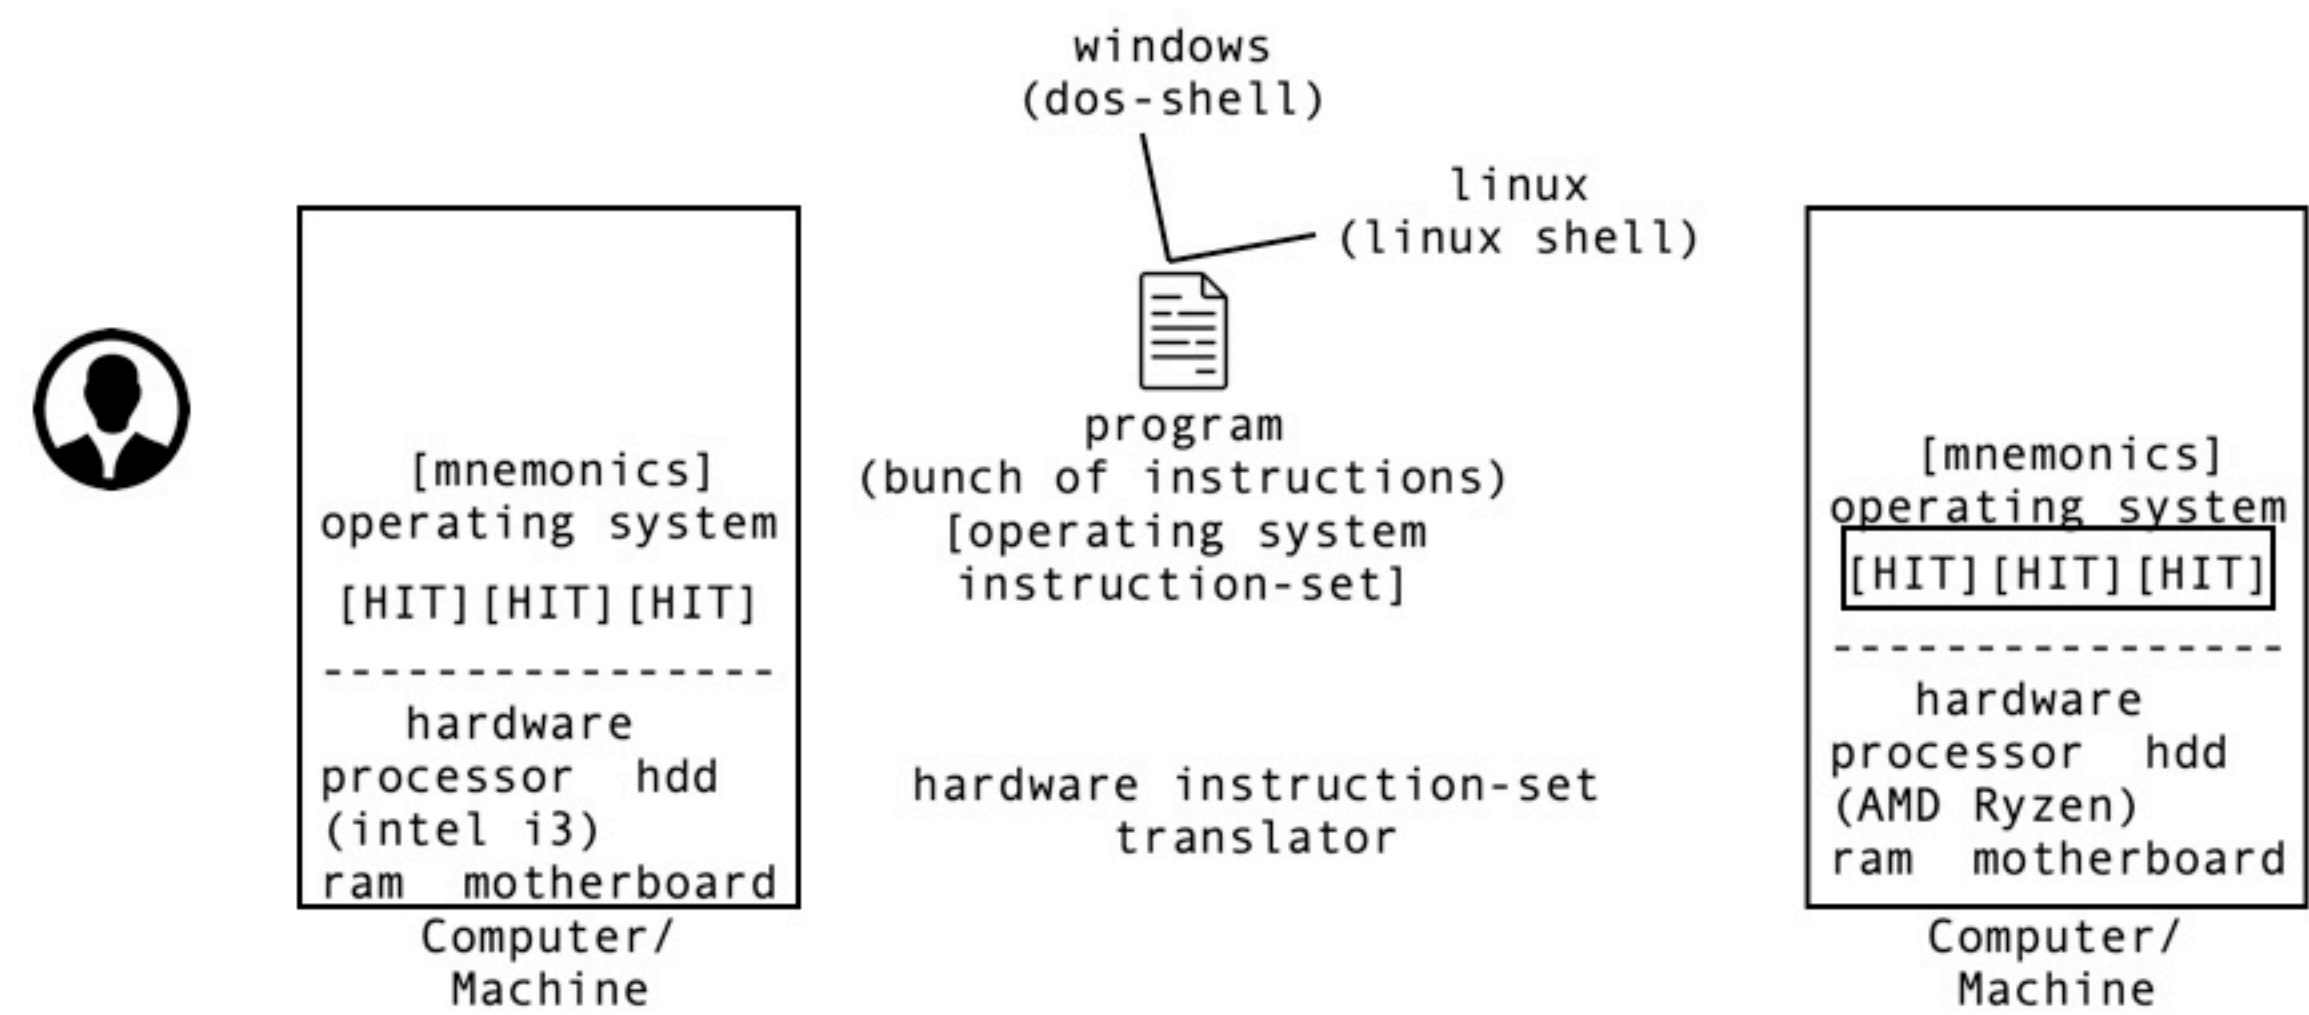 windows
(dos-shell)
linux
(linux shell)
[mnemonics]
operating system
[HIT][HIT][HIT]
----------------
hardware
processor hdd
(intel i3)
ram motherboard
Computer/
Machine
program
(bunch of instructions)
[operating system
instruction-set]
hardware instruction-set
translator
[mnemonics]
operating system
[HIT][HIT][HIT]
----------------
hardware
processor hdd
(AMD Ryzen)
ram motherboard
Computer/
Machine